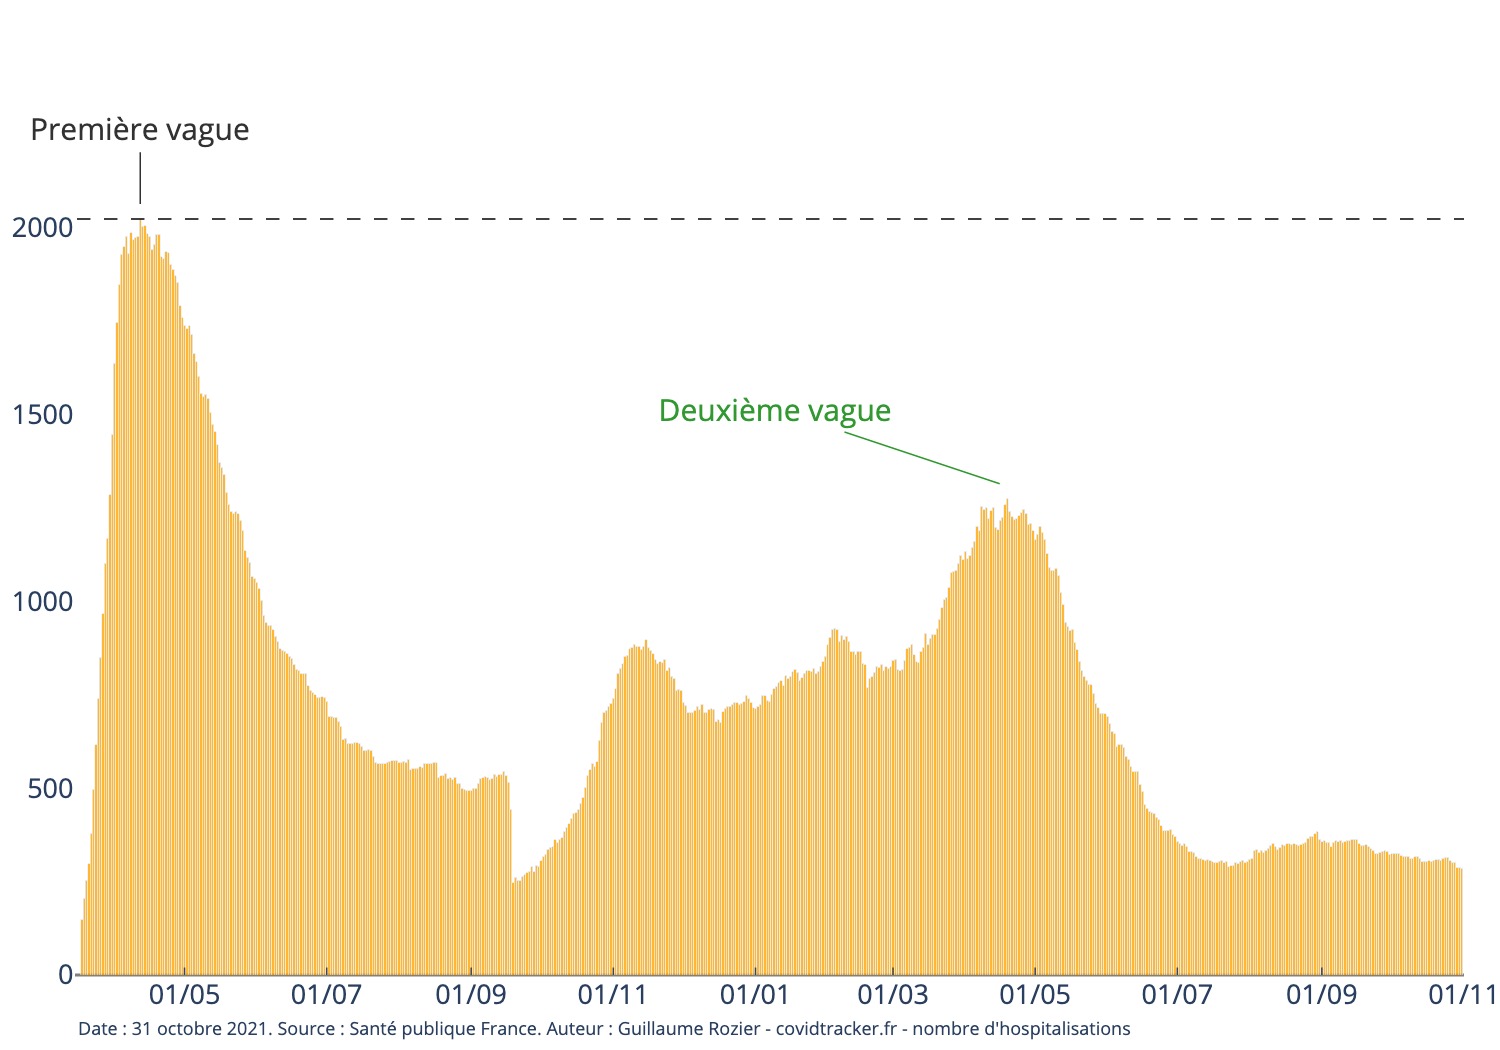 Première vague
2000
1500
Deuxième vague
1000
500
0
01/05 01/07 01/09 01/11 01/01 01/03 01/05 01/07 01/09 01/11
Date : 31 octobre 2021. Source : Santé publique France. Auteur : Guillaume Rozier - covidtracker.fr - nombre d'hospitalisations